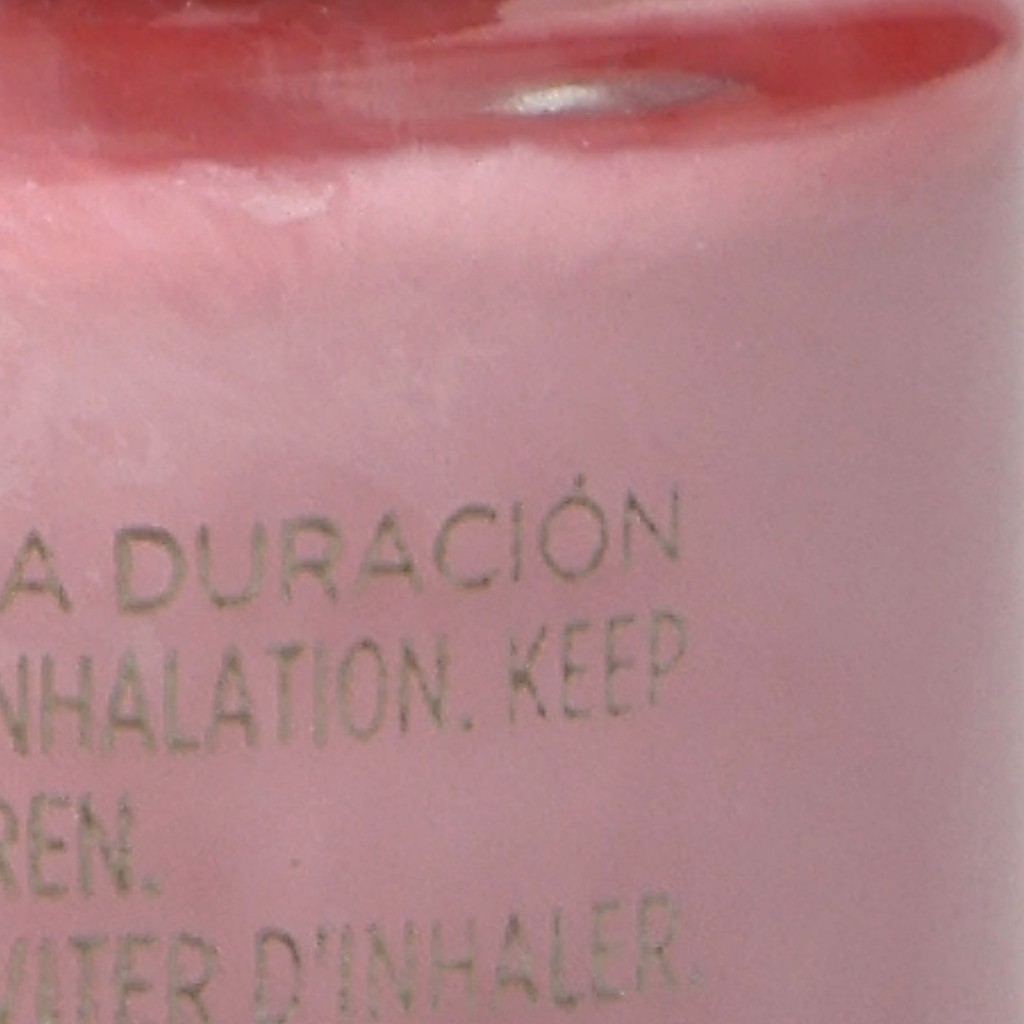 A DURACIÓN
NHALATION. KEEP
REN.
VITER D'INHALER.